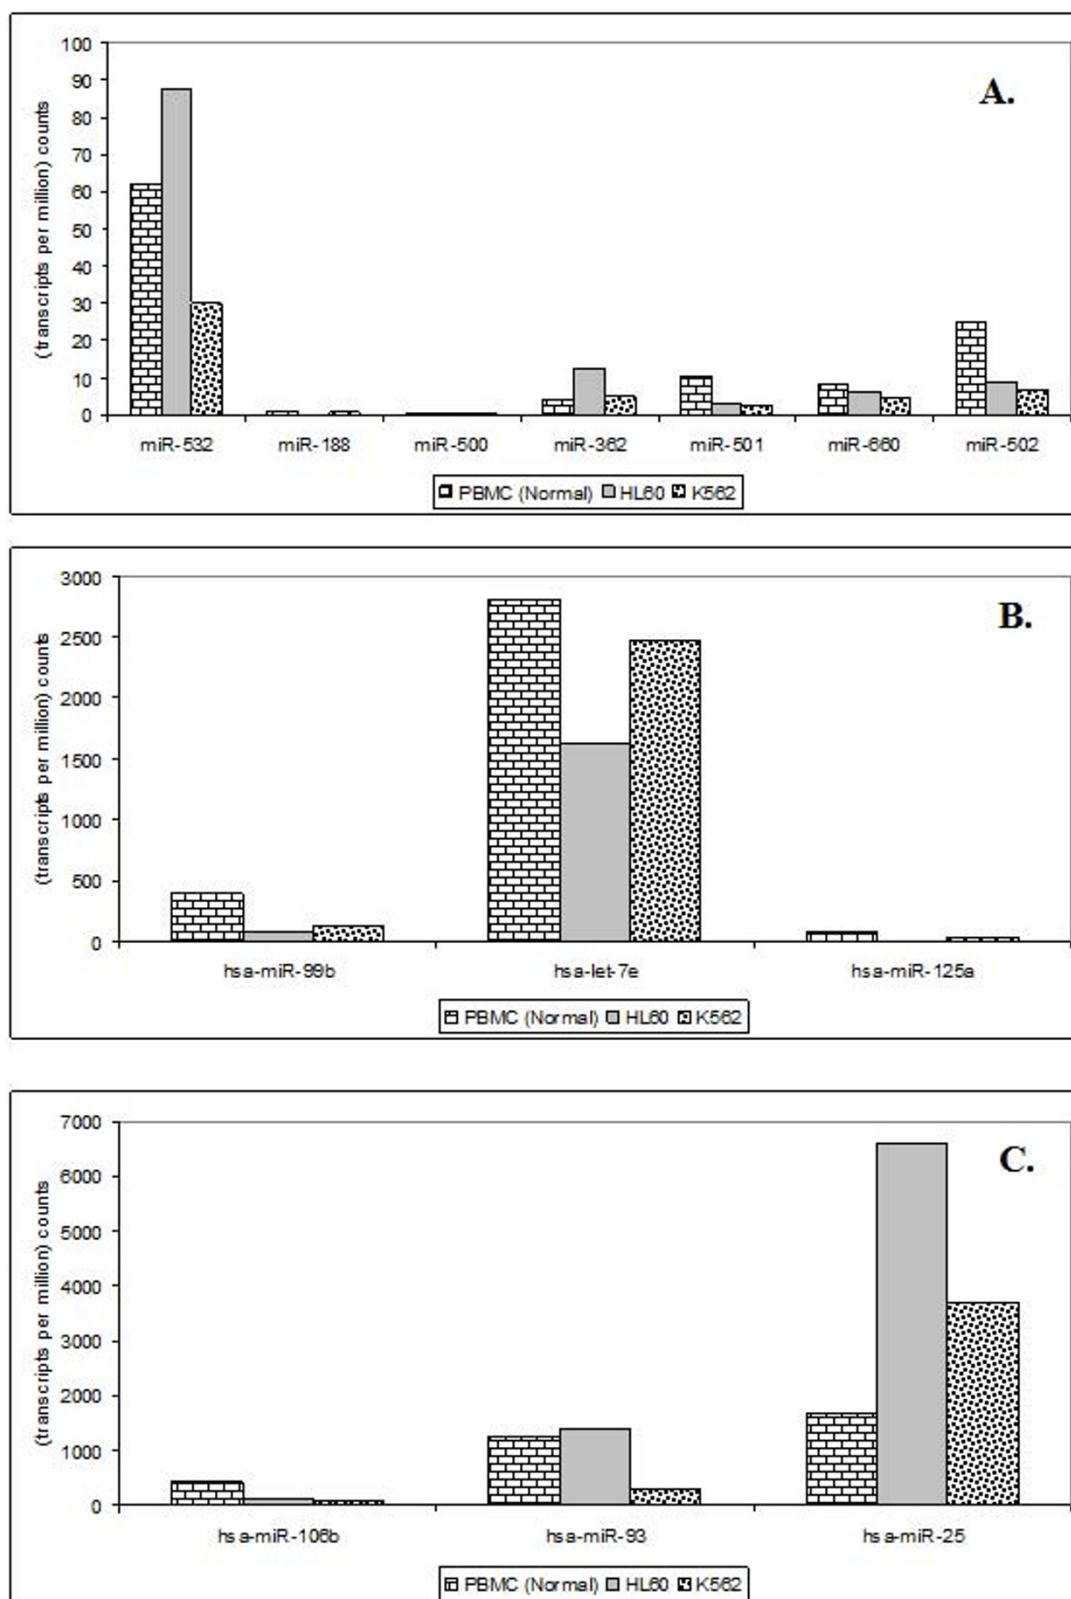 A.
(transcripts per million) counts
100
90
80
70
60
50
40
30
20
10
0
miR-532 miR-188 miR-500 miR-362 miR-501 miR-660 miR-502
PBMC (Normal) HL60 K562
B.
(transcripts per million) counts
3000
2500
2000
1500
1000
500
0
hsa-miR-99b hsa-let-7e hsa-miR-125a
PBMC (Normal) HL60 K562
C.
(transcripts per million) counts
7000
6000
5000
4000
3000
2000
1000
0
hsa-miR-106b hsa-miR-93 hsa-miR-25
PBMC (Normal) HL60 K562